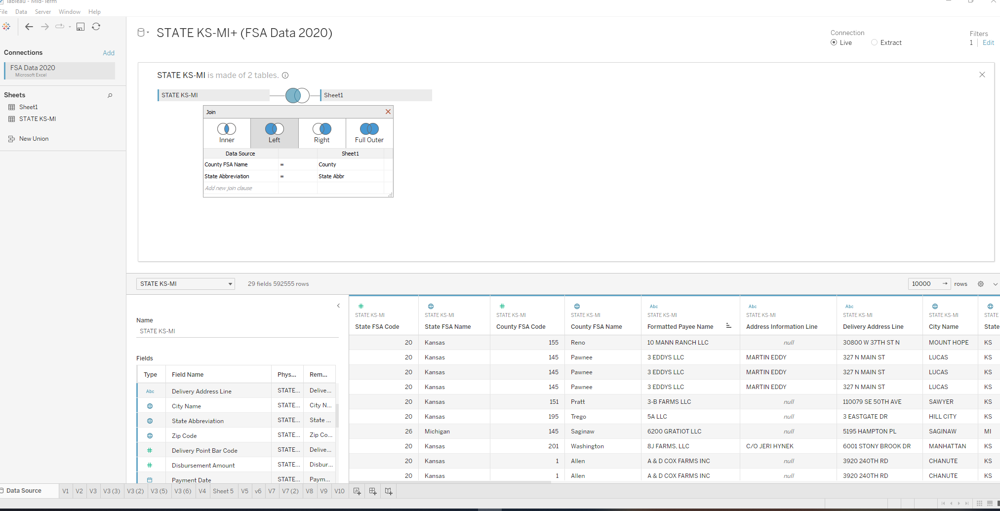 Tableau - Mid-Term
File Data Server Window Help
STATE KS-MI+ (FSA Data 2020)
Connection
Live Extract
Filters
1 Edit
Connections Add
FSA Data 2020
Microsoft Excel
Sheets
Sheet1
STATE KS-MI
New Union
STATE KS-MI is made of 2 tables.
STATE KS-MI Sheet1
Join
Inner Left Right Full Outer
Data Source Sheet1
County FSA Name = County
State Abbreviation = State Abbr
Add new join clause
STATE KS-MI 29 fields 592555 rows 10000 rows
Name
STATE KS-MI
Fields
Type Field Name Phys... Rem...
Abc Delivery Address Line STATE... Delive...
City Name STATE... City N...
State Abbreviation STATE... State ...
Zip Code STATE... Zip Co...
# Delivery Point Bar Code STATE... Delive...
# Disbursement Amount STATE... Disbur...
Payment Date STATE... Paym...
# # Abc Abc Abc
STATE KS-MI STATE KS-MI STATE KS-MI STATE KS-MI STATE KS-MI STATE KS-MI STATE KS-MI STATE KS-MI STATE
State FSA Code State FSA Name County FSA Code County FSA Name Formatted Payee Name Address Information Line Delivery Address Line City Name State
20 Kansas 155 Reno 10 MANN RANCH LLC null 30800 W 37TH ST N MOUNT HOPE KS
20 Kansas 145 Pawnee 3 EDDYS LLC MARTIN EDDY 327 N MAIN ST LUCAS KS
20 Kansas 145 Pawnee 3 EDDYS LLC MARTIN EDDY 327 N MAIN ST LUCAS KS
20 Kansas 145 Pawnee 3 EDDYS LLC MARTIN EDDY 327 N MAIN ST LUCAS KS
20 Kansas 151 Pratt 3-B FARMS LLC null 110079 SE 50TH AVE SAWYER KS
20 Kansas 195 Trego 5A LLC null 3 EASTGATE DR HILL CITY KS
26 Michigan 145 Saginaw 6200 GRATIOT LLC null 5195 HAMPTON PL SAGINAW MI
20 Kansas 201 Washington 8J FARMS, LLC C/O JERI HYNEK 6001 STONY BROOK DR MANHATTAN KS
20 Kansas 1 Allen A & D COX FARMS INC null 3920 240TH RD CHANUTE KS
20 Kansas 1 Allen A & D COX FARMS INC null 3920 240TH RD CHANUTE KS
Data Source V1 V2 V3 V3 (3) V3 (2) V3 (5) V3 (6) V4 Sheet 5 V5 v6 V7 V7 (2) V8 V9 V10